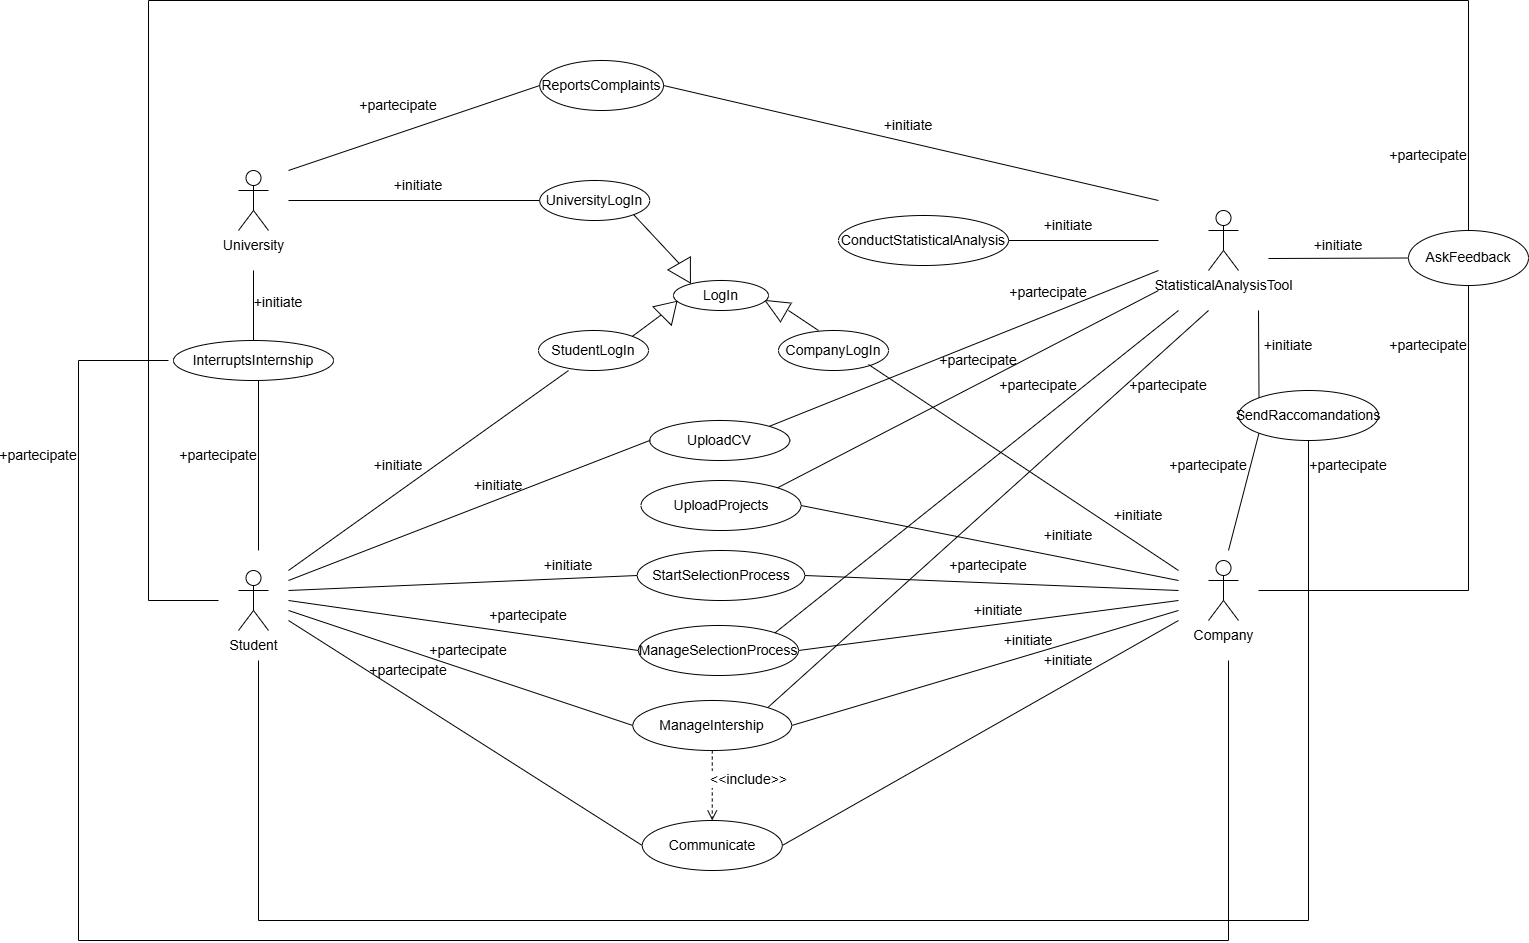 ReportsComplaints
+partecipate
+initiate
+partecipate
+initiate
UniversityLogIn
+initiate
ConductStatisticalAnalysis
University
+initiate
AskFeedback
StatisticalAnalysisTool
+partecipate
LogIn
+initiate
InterruptsInternship
StudentLogIn
CompanyLogIn
+partecipate
+initiate
+partecipate
+partecipate
+partecipate
SendRaccomandations
UploadCV
+partecipate
+partecipate
+initiate
+partecipate
+partecipate
+initiate
UploadProjects
+initiate
+initiate
+initiate
StartSelectionProcess
+partecipate
+partecipate
+initiate
Student
Company
ManageSelectionProcess
+initiate
+partecipate
+initiate
+partecipate
ManageIntership
<<include>>
Communicate